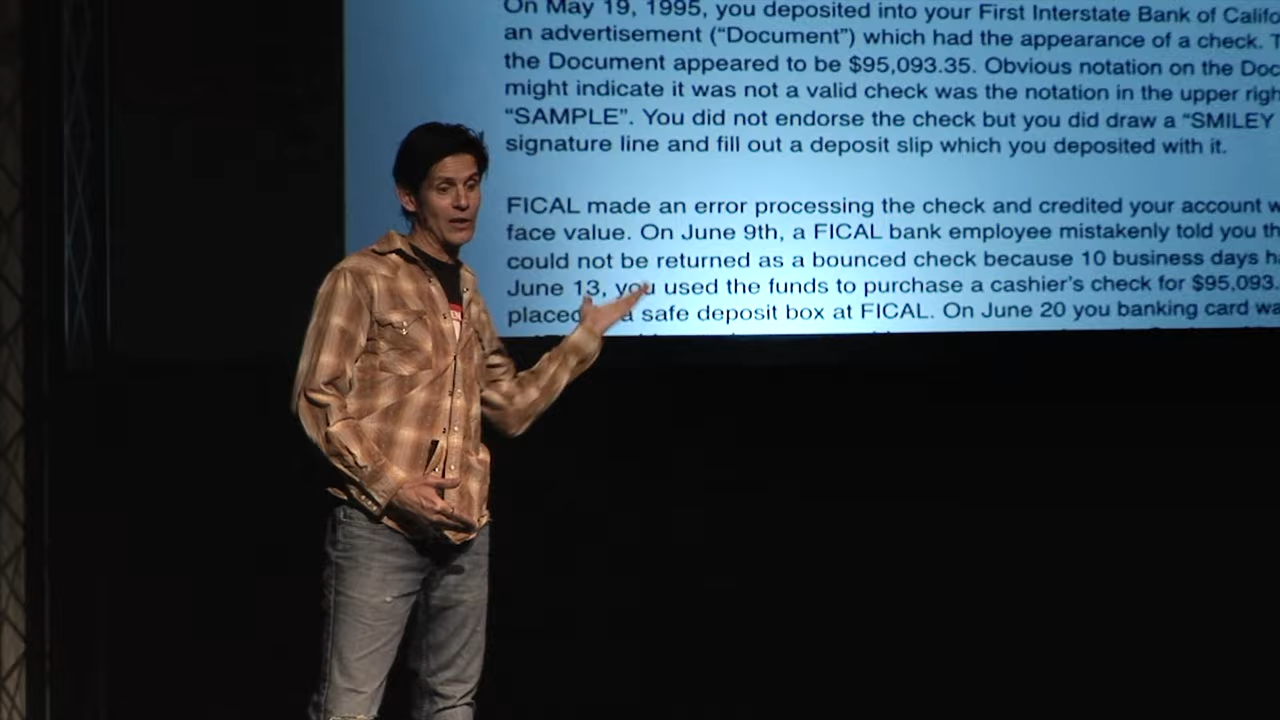 On May 19, 1995, you deposited into your First Interstate Bank of Califo
an advertisement (“Document”) which had the appearance of a check. T
the Document appeared to be $95,093.35. Obvious notation on the Doc
might indicate it was not a valid check was the notation in the upper righ
“SAMPLE”. You did not endorse the check but you did draw a “SMILEY
signature line and fill out a deposit slip which you deposited with it.
FICAL made an error processing the check and credited your account w
face value. On June 9th, a FICAL bank employee mistakenly told you th
could not be returned as a bounced check because 10 business days h
June 13, you used the funds to purchase a cashier’s check for $95,093.
placed a safe deposit box at FICAL. On June 20 you banking card wa